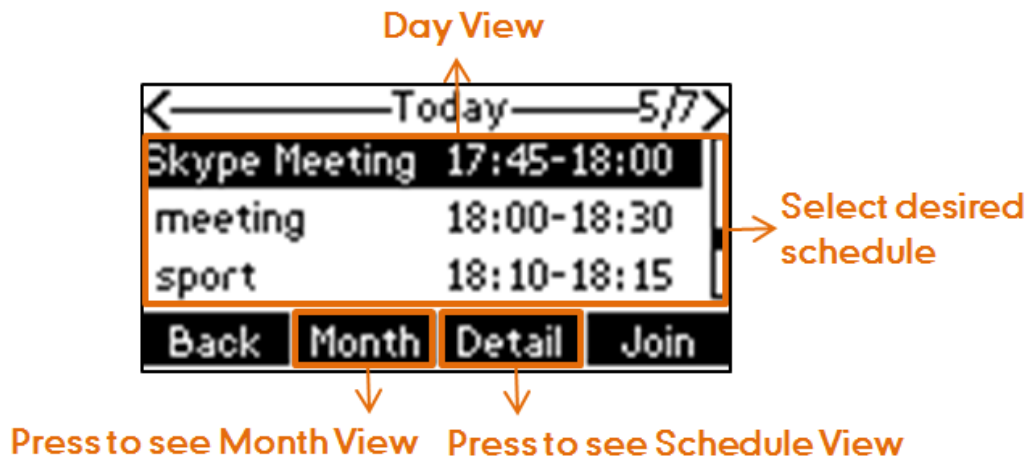 Day View
Today 5/7
Skype Meeting 17:45-18:00
meeting 18:00-18:30
sport 18:10-18:15
Select desired
schedule
Back Month Detail Join
Press to see Month View Press to see Schedule View